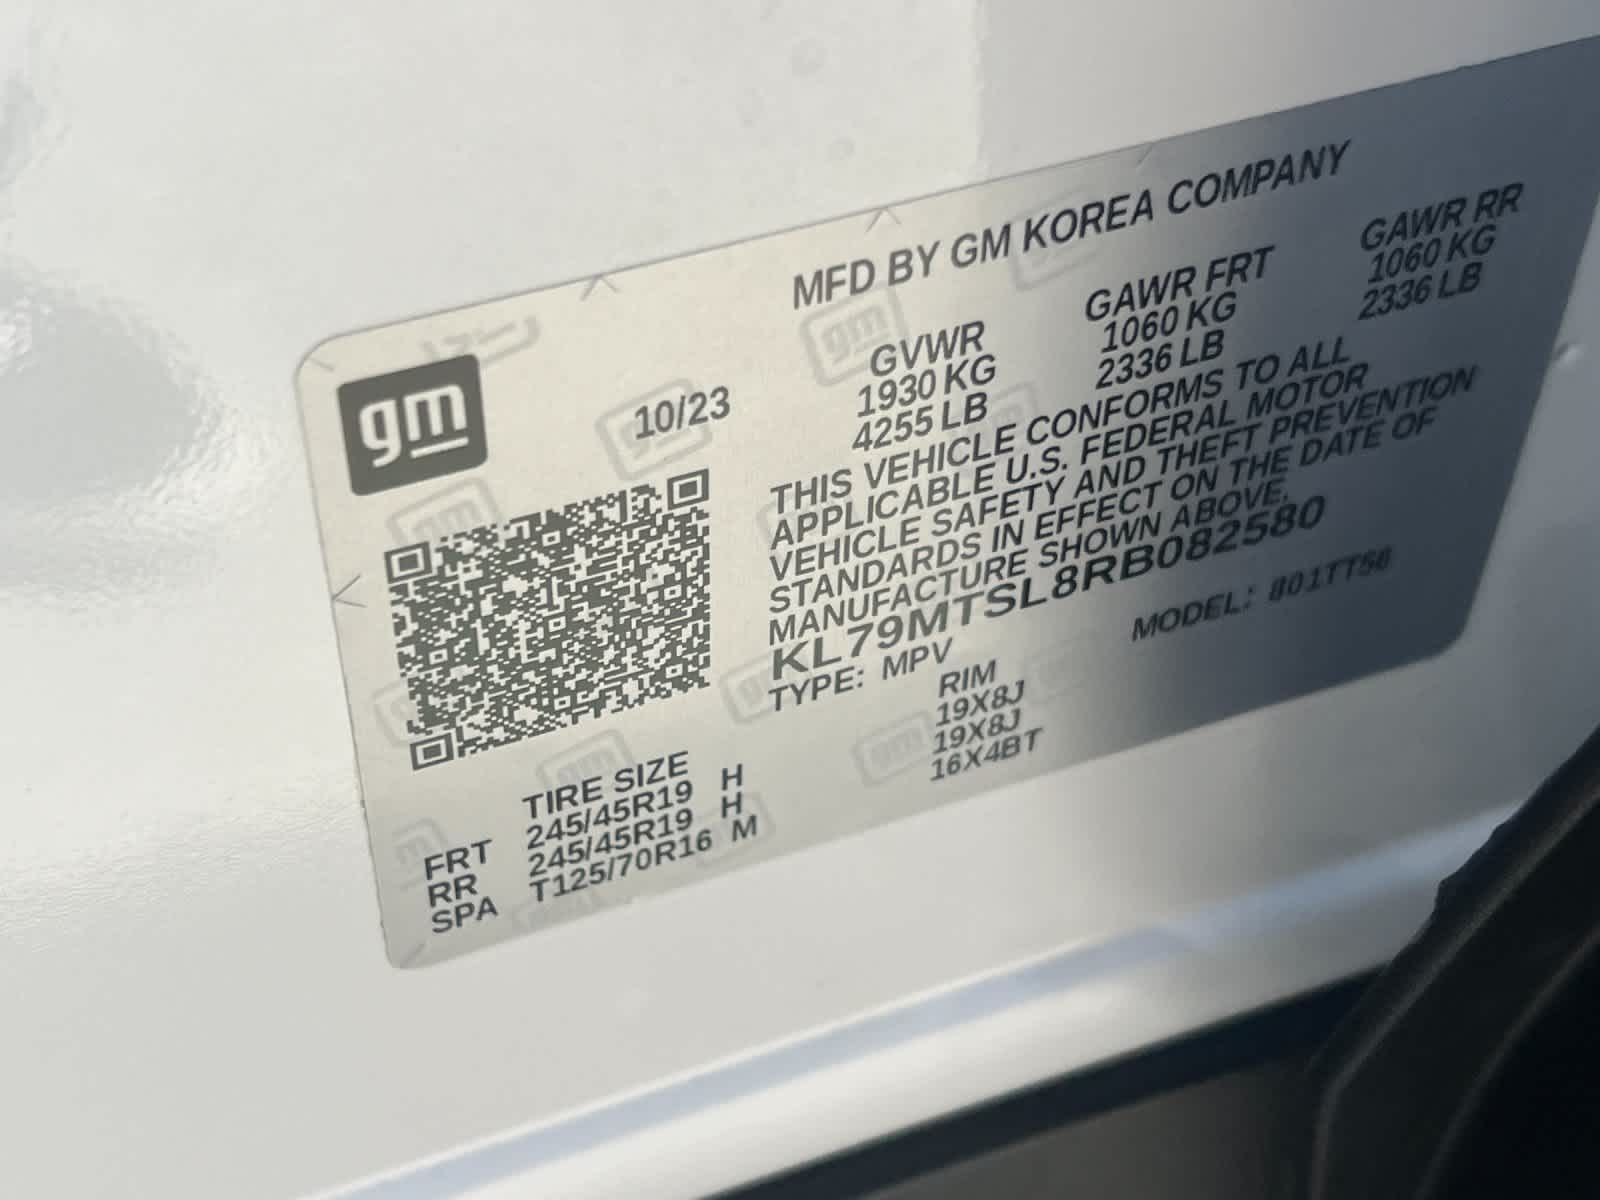 MFD BY GM KOREA COMPANY
gm
10/23
GVWR GAWR FRT GAWR RR
1930 KG 1060 KG 1060 KG
4255 LB 2336 LB 2336 LB
THIS VEHICLE CONFORMS TO ALL
APPLICABLE U.S. FEDERAL MOTOR
VEHICLE SAFETY AND THEFT PREVENTION
STANDARDS IN EFFECT ON THE DATE OF
MANUFACTURE SHOWN ABOVE.
KL79MTSL8RB082580
TYPE: MPV MODEL: 801TT56
TIRE SIZE RIM
FRT 245/45R19 H 19X8J
RR 245/45R19 H 19X8J
SPA T125/70R16 M 16X4BT